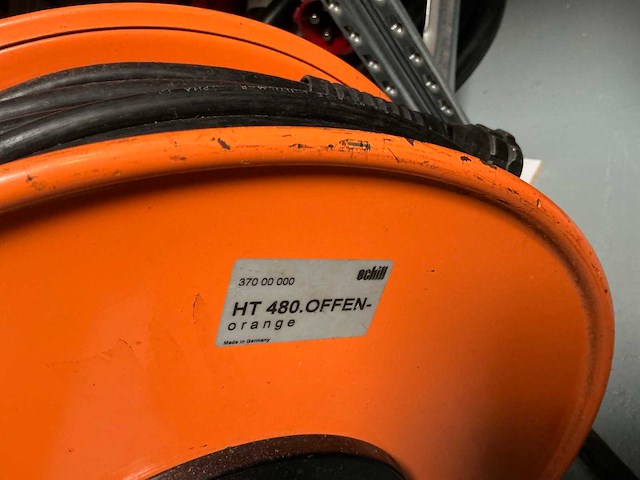 370 00 000 schill
HT 480.OFFEN-
orange
Made in Germany